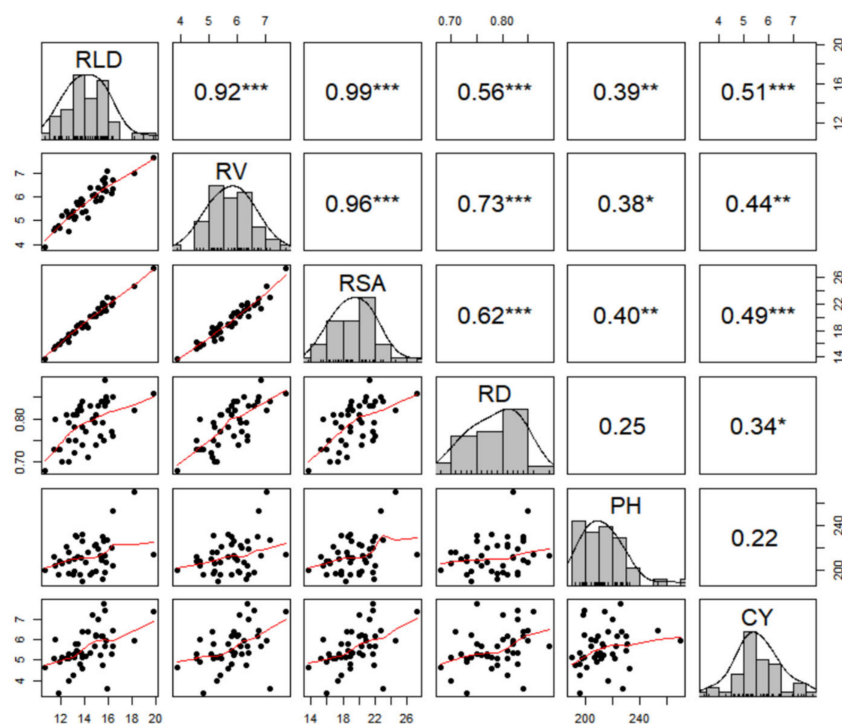 4 5 6 7 0.70 0.80 4 5 6 7
RLD 0.92*** 0.99*** 0.56*** 0.39** 0.51*** 12 16 20
4 5 6 7 RV 0.96*** 0.73*** 0.38* 0.44**
RSA 0.62*** 0.40** 0.49*** 14 18 22 26
0.70 0.80 RD 0.25 0.34*
PH 0.22 200 240
4 5 6 7 CY
12 14 16 18 20 14 18 22 26 200 240